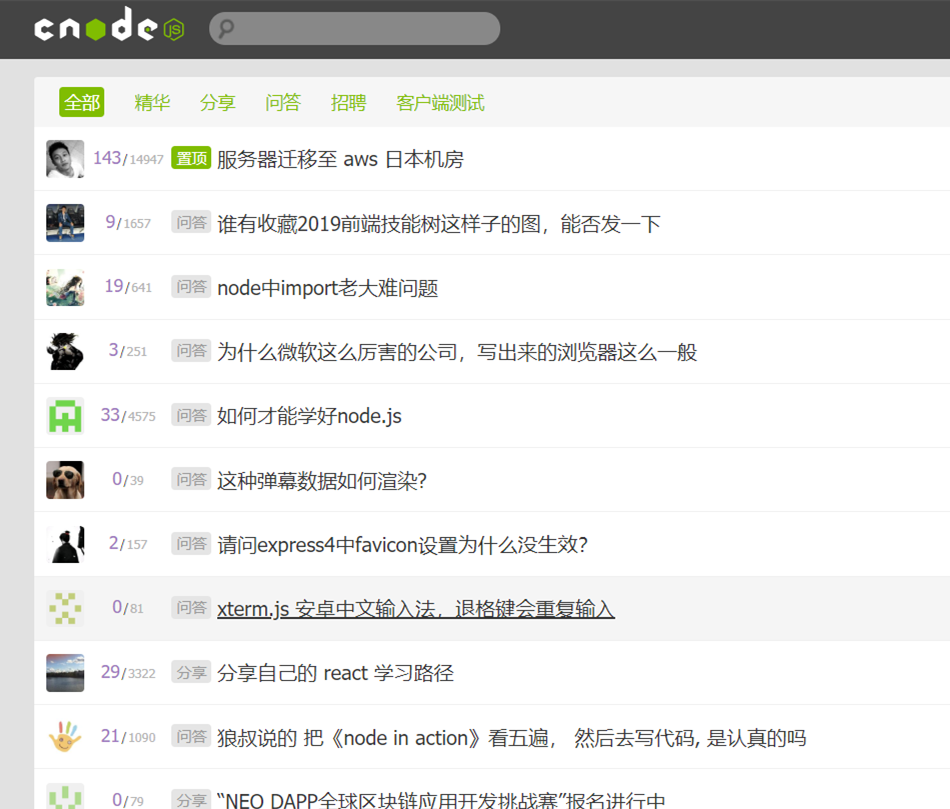 cnode js
全部 精华 分享 问答 招聘 客户端测试
143/14947 置顶 服务器迁移至 aws 日本机房
9/1657 问答 谁有收藏2019前端技能树这样子的图，能否发一下
19/641 问答 node中import老大难问题
3/251 问答 为什么微软这么厉害的公司，写出来的浏览器这么一般
33/4575 问答 如何才能学好node.js
0/39 问答 这种弹幕数据如何渲染?
2/157 问答 请问express4中favicon设置为什么没生效?
0/81 问答 xterm.js 安卓中文输入法，退格键会重复输入
29/3322 分享 分享自己的 react 学习路径
21/1090 问答 狼叔说的 把《node in action》看五遍， 然后去写代码, 是认真的吗
0/79 分享 “NEO DAPP全球区块链应用开发挑战赛”报名进行中